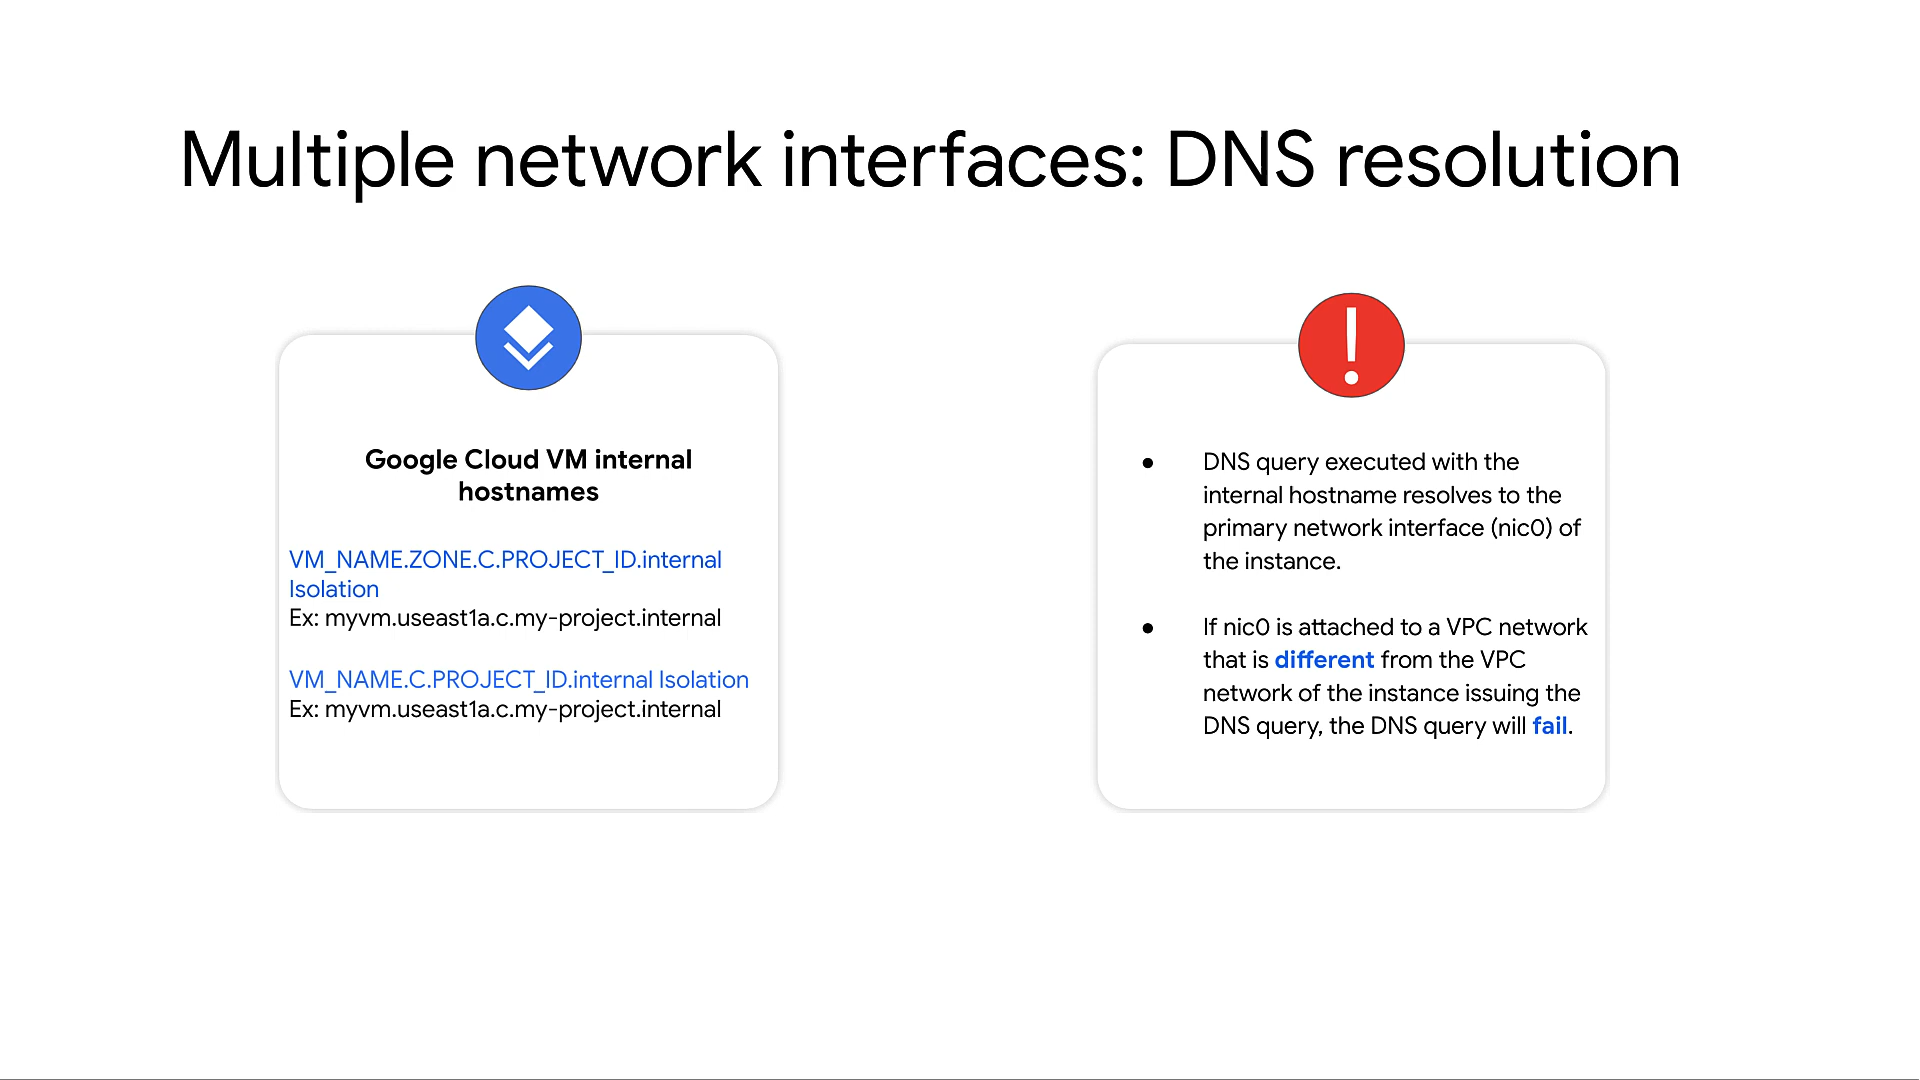 Multiple network interfaces: DNS resolution
Google Cloud VM internal
hostnames
VM_NAME.ZONE.C.PROJECT_ID.internal
Isolation
Ex: myvm.useast1a.c.my-project.internal
VM_NAME.C.PROJECT_ID.internal Isolation
Ex: myvm.useast1a.c.my-project.internal
● DNS query executed with the
internal hostname resolves to the
primary network interface (nic0) of
the instance.
● If nic0 is attached to a VPC network
that is different from the VPC
network of the instance issuing the
DNS query, the DNS query will fail.